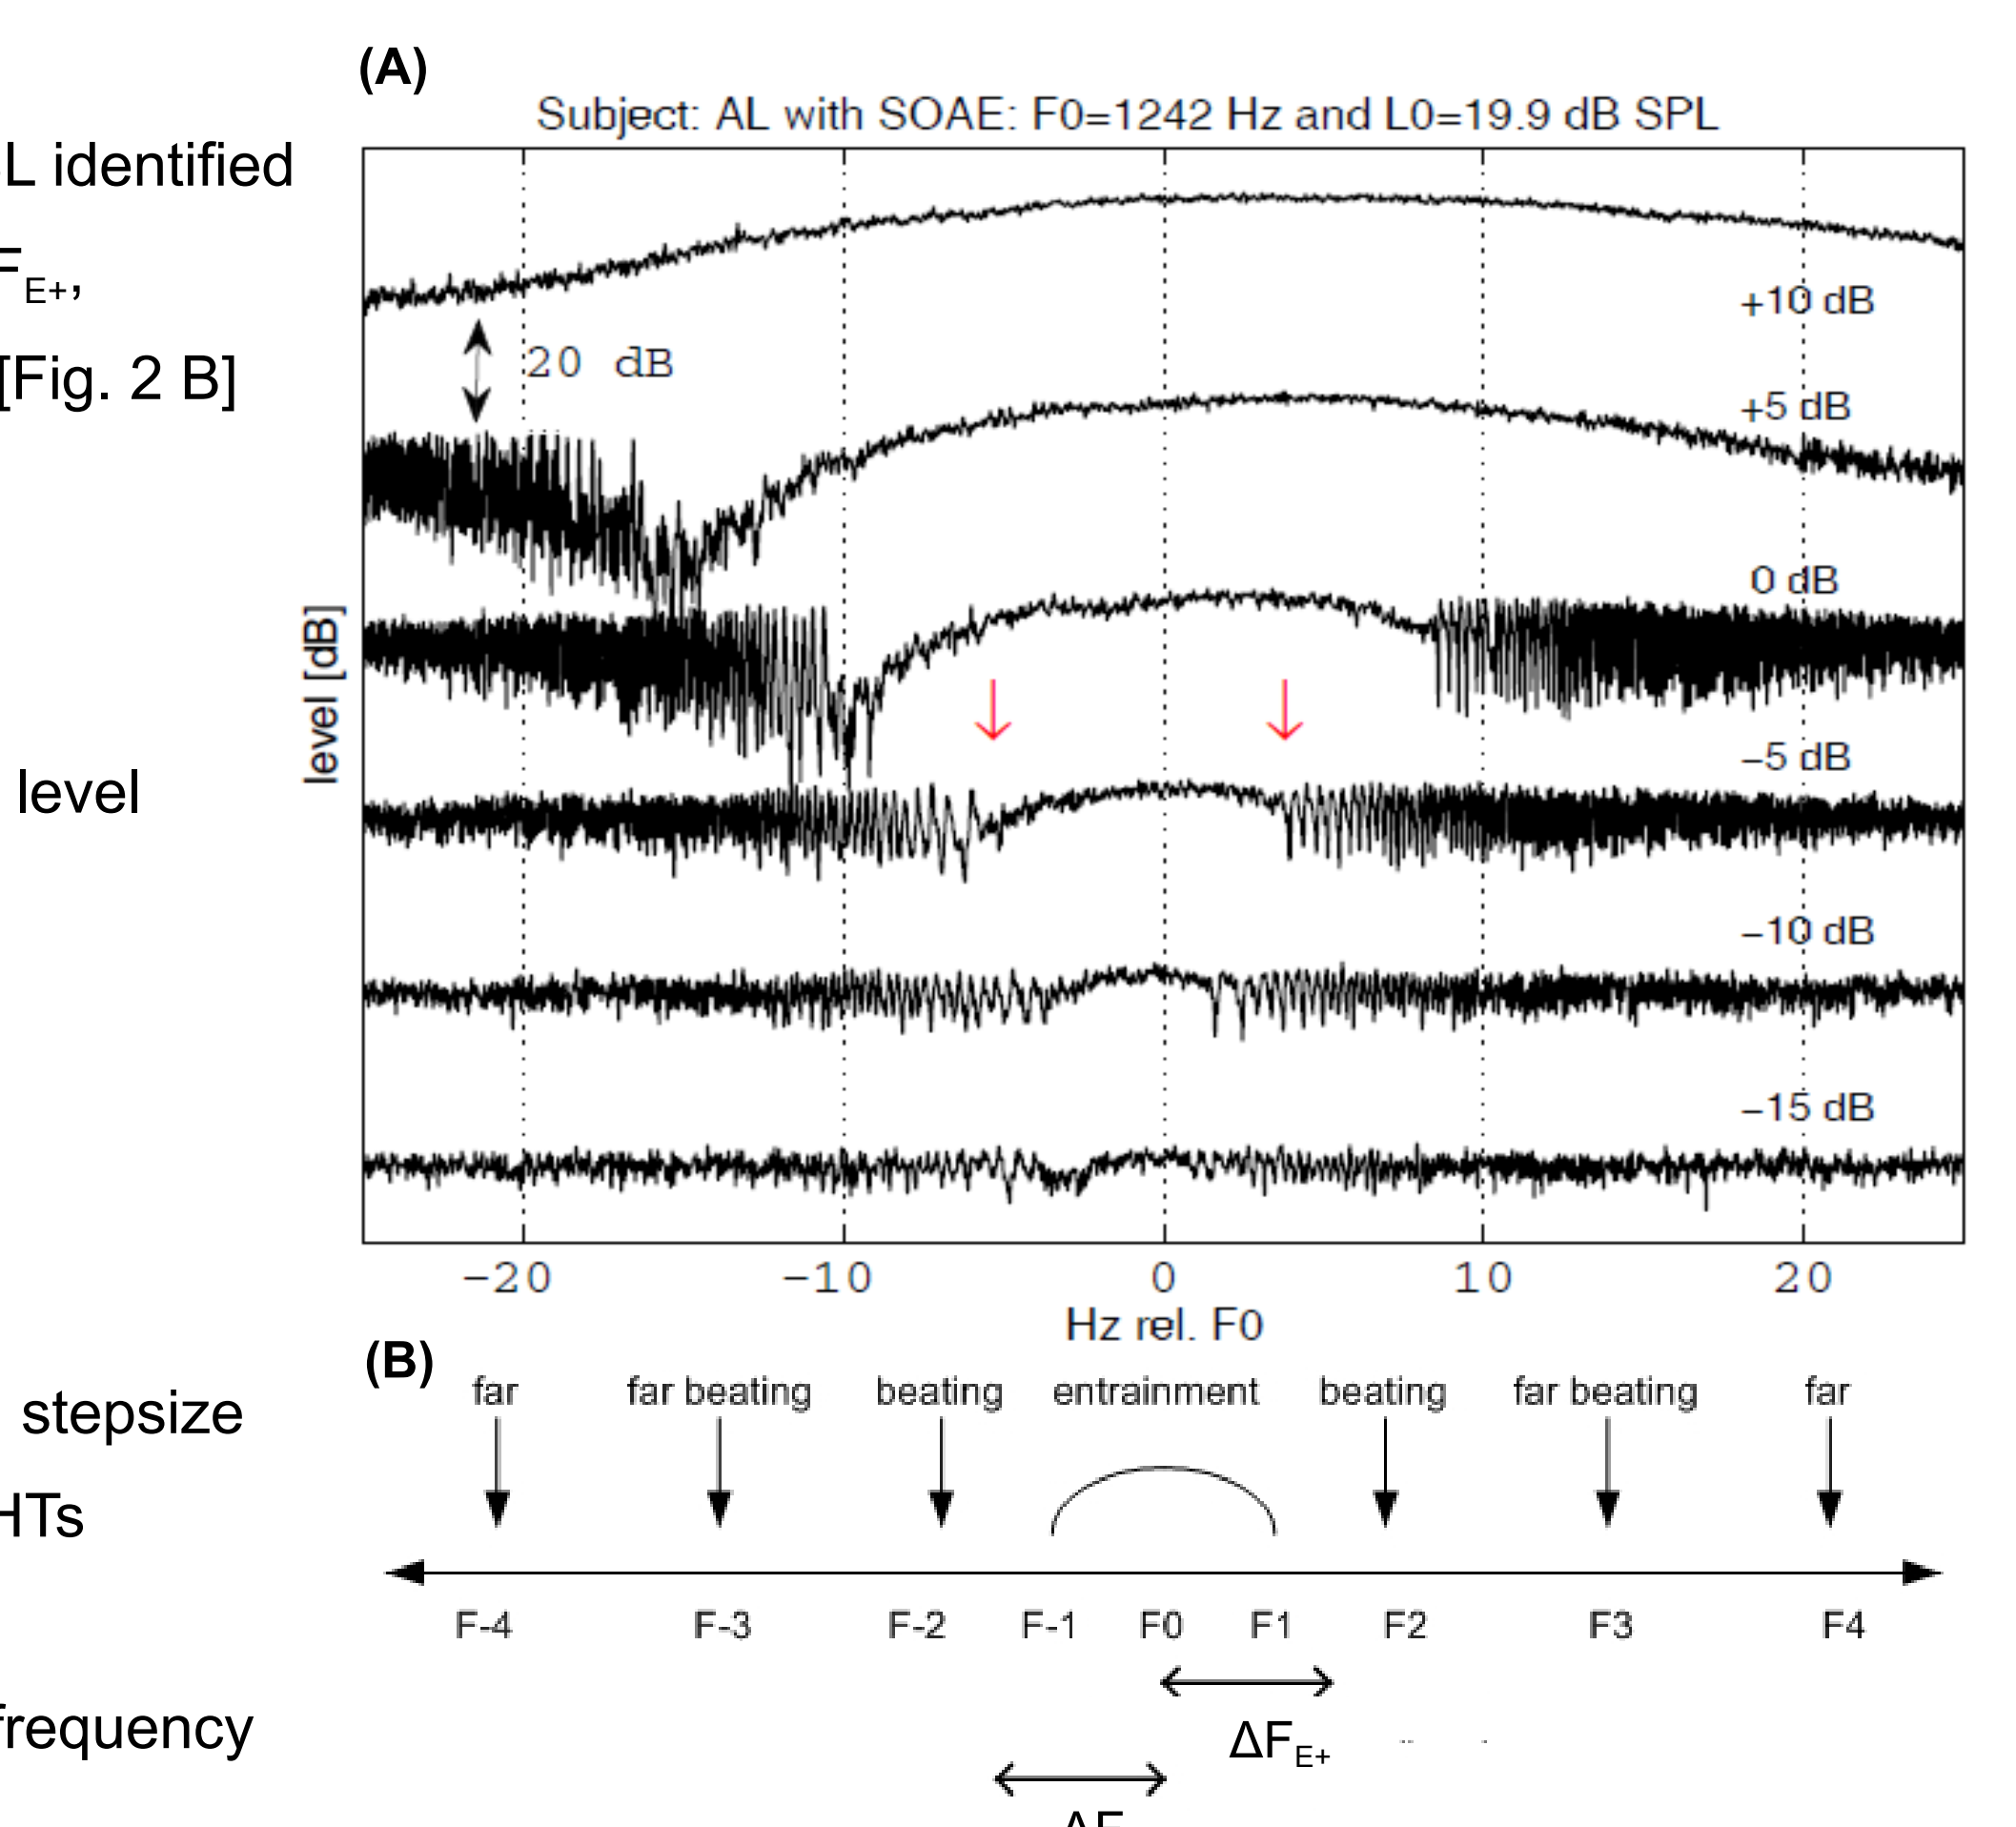 L identified
F E+,
[Fig. 2 B]
level
stepsize
HTs
frequency
(A)
Subject: AL with SOAE: F0=1242 Hz and L0=19.9 dB SPL
+10 dB
20 dB
+5 dB
0 dB
−5 dB
−10 dB
−15 dB
level [dB]
−20 −10 0 10 20
Hz rel. F0
(B)
far far beating beating entrainment beating far beating far
F-4 F-3 F-2 F-1 F0 F1 F2 F3 F4
ΔF E+